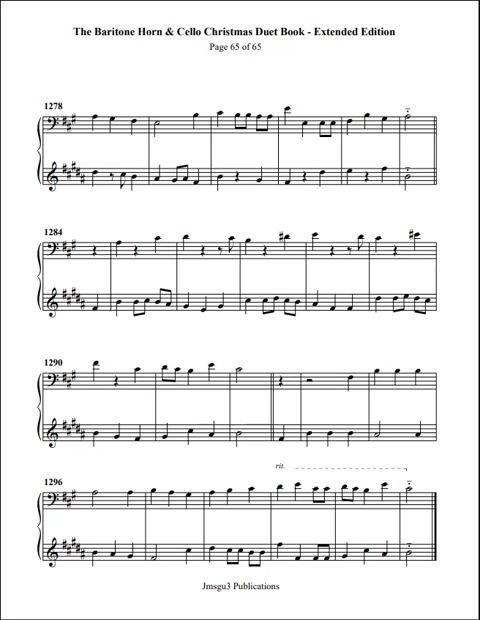 The Baritone Horn & Cello Christmas Duet Book - Extended Edition
Page 65 of 65
1278
1284
1290
rit.
1296
Jmsgu3 Publications